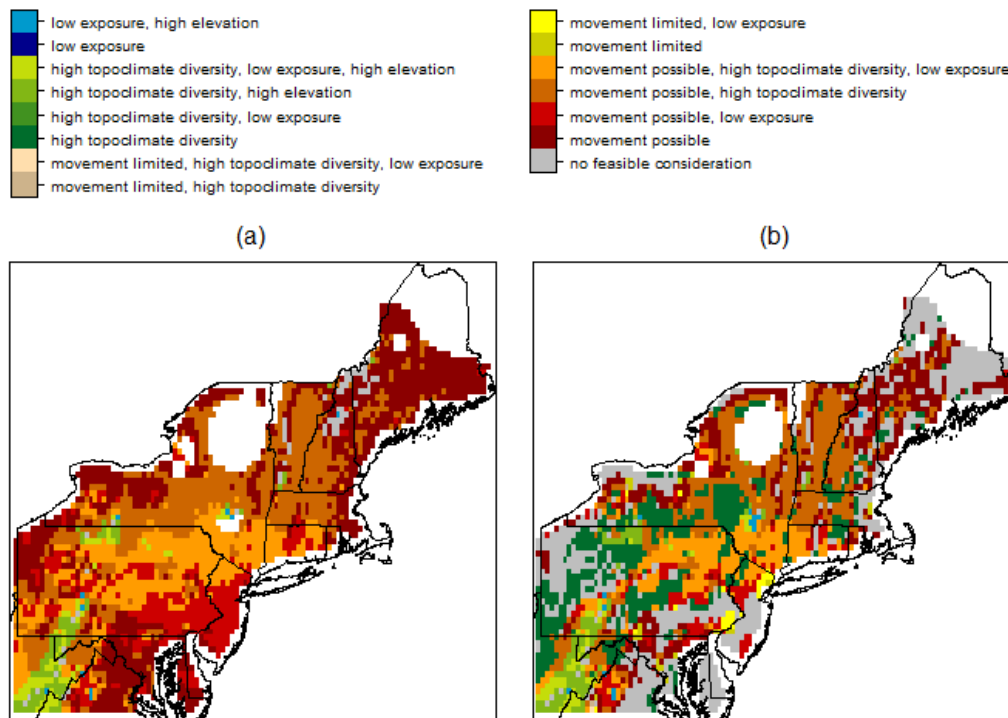 low exposure, high elevation
low exposure
high topoclimate diversity, low exposure, high elevation
high topoclimate diversity, high elevation
high topoclimate diversity, low exposure
high topoclimate diversity
movement limited, high topoclimate diversity, low exposure
movement limited, high topoclimate diversity
movement limited, low exposure
movement limited
movement possible, high topoclimate diversity, low exposure
movement possible, high topoclimate diversity
movement possible, low exposure
movement possible
no feasible consideration
(a)
(b)